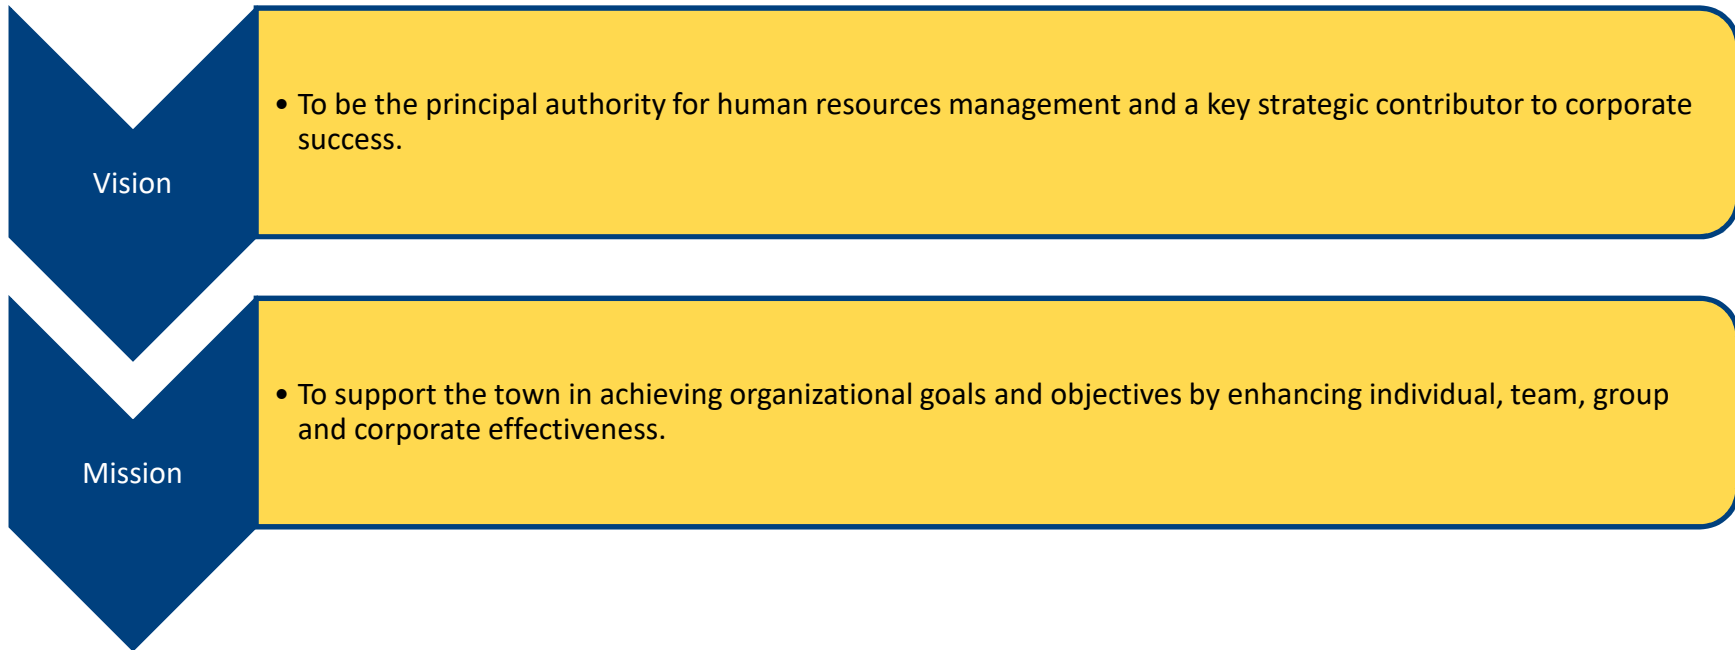 Vision
• To be the principal authority for human resources management and a key strategic contributor to corporate
success.
Mission
• To support the town in achieving organizational goals and objectives by enhancing individual, team, group
and corporate effectiveness.